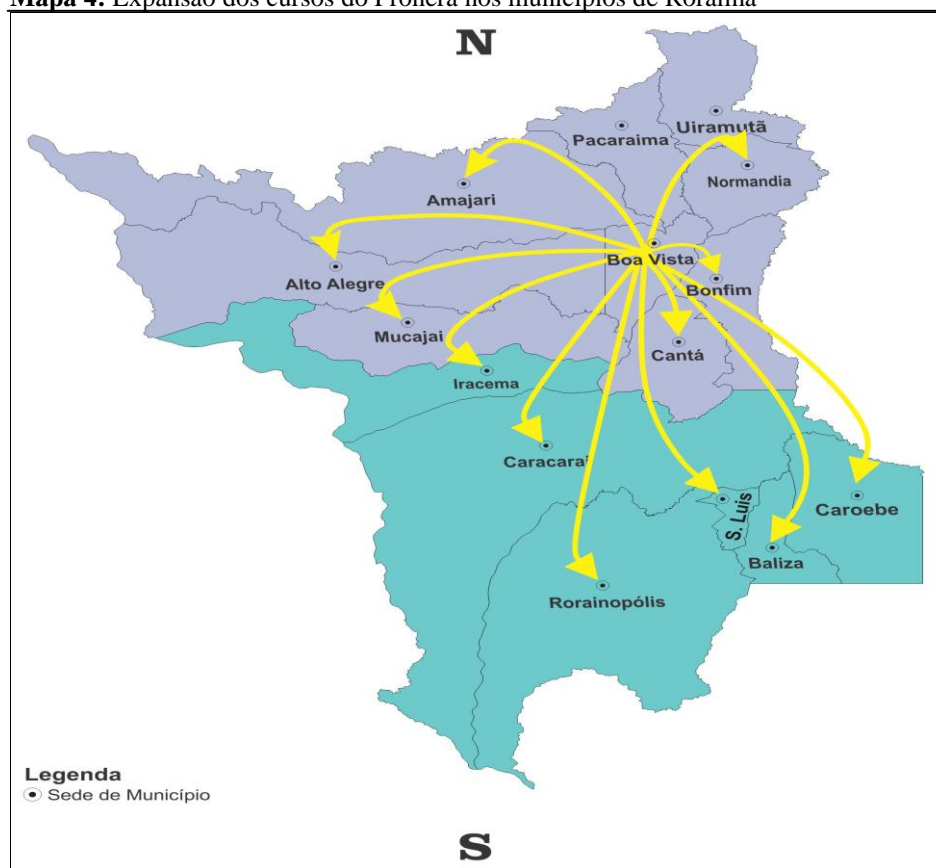 Mapa 4: Expansão dos cursos do Pronera nos municípios de Roraima
N
Uiramutã
Pacaraima
Normandia
Amajari
Boa Vista
Alto Alegre
Bonfim
Mucajai
Cantá
Iracema
Caracarai
S. Luis
Caroebe
Baliza
Rorainopólis
Legenda
Sede de Município
S